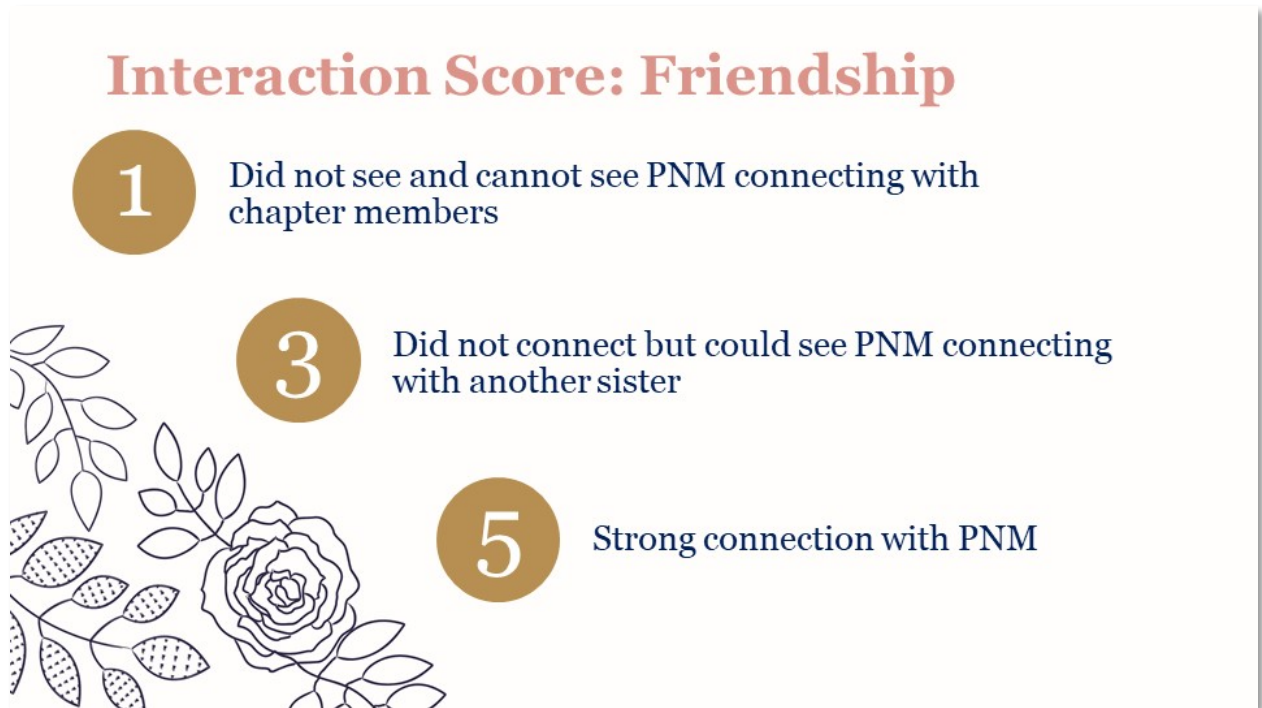 Interaction Score: Friendship
1
Did not see and cannot see PNM connecting with
chapter members
3
Did not connect but could see PNM connecting
with another sister
5
Strong connection with PNM